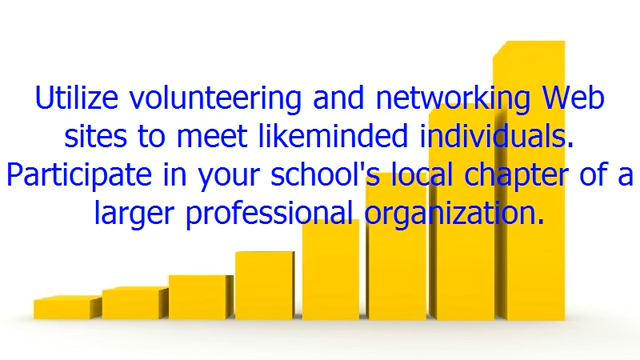 Utilize volunteering and networking Web
sites to meet likeminded individuals.
Participate in your school's local chapter of a
larger professional organization.